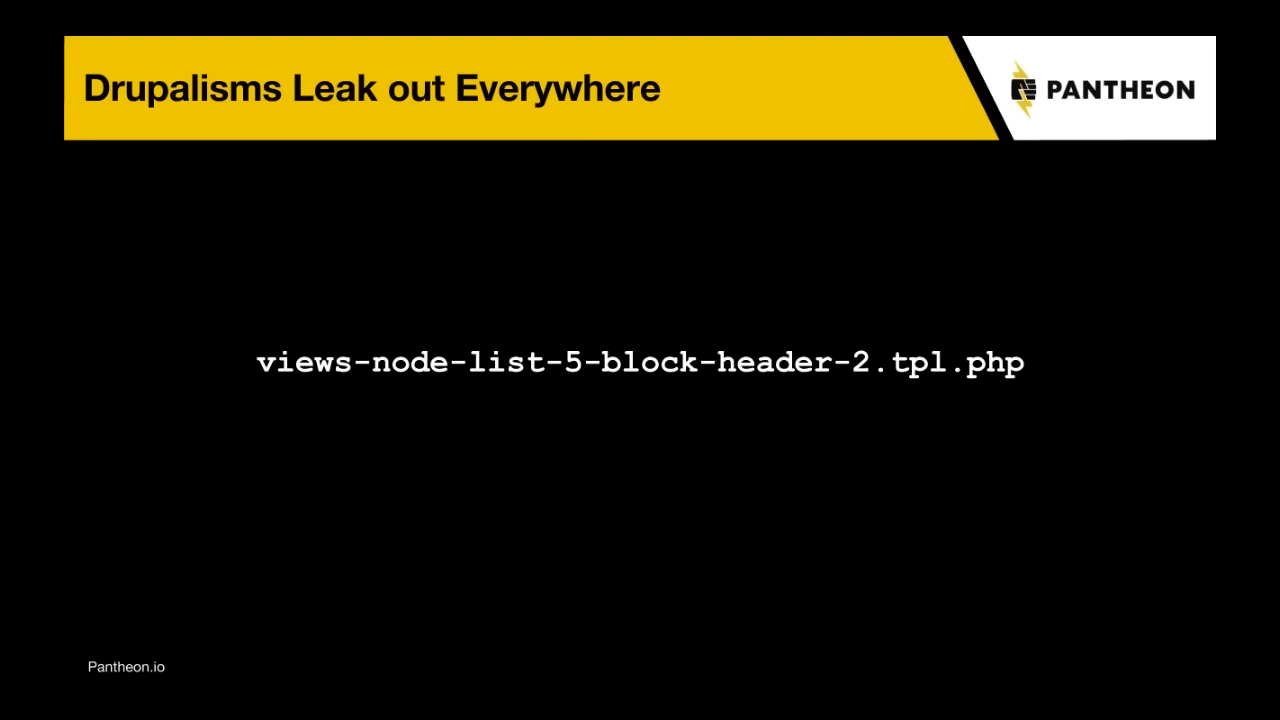 Drupalisms Leak out Everywhere
PANTHEON
views-node-list-5-block-header-2.tpl.php
Pantheon.io